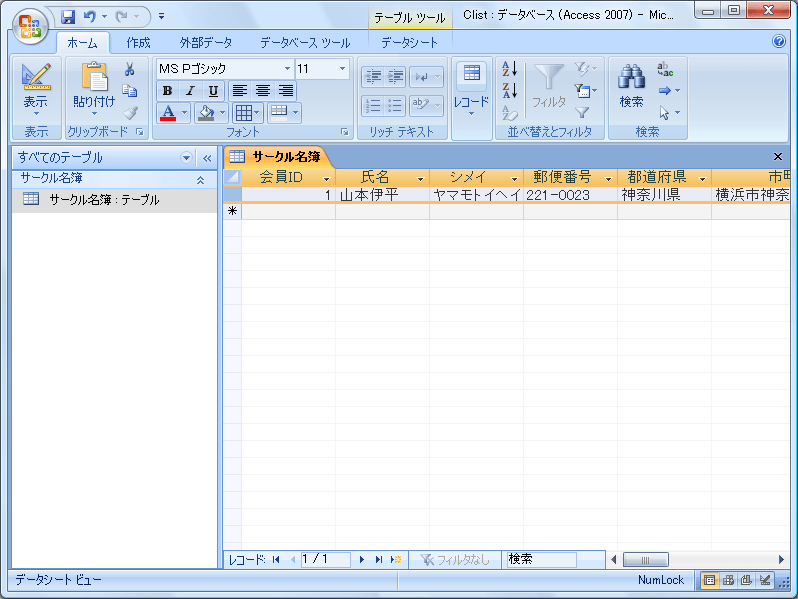 テーブル ツール
Clist : データベース (Access 2007) - Mic...
ホーム 作成 外部データ データベース ツール データシート
MS Pゴシック 11
B I U
A
表示 貼り付け レコード フィルタ 検索
表示 クリップボード フォント リッチ テキスト 並べ替えとフィルタ 検索
すべてのテーブル
サークル名簿
サークル名簿 : テーブル
サークル名簿
会員ID 氏名 シメイ 郵便番号 都道府県 市町
1 山本伊平 ヤマモトイヘイ 221-0023 神奈川県 横浜市神奈
レコード: 1 / 1 フィルタなし 検索
データシート ビュー NumLock